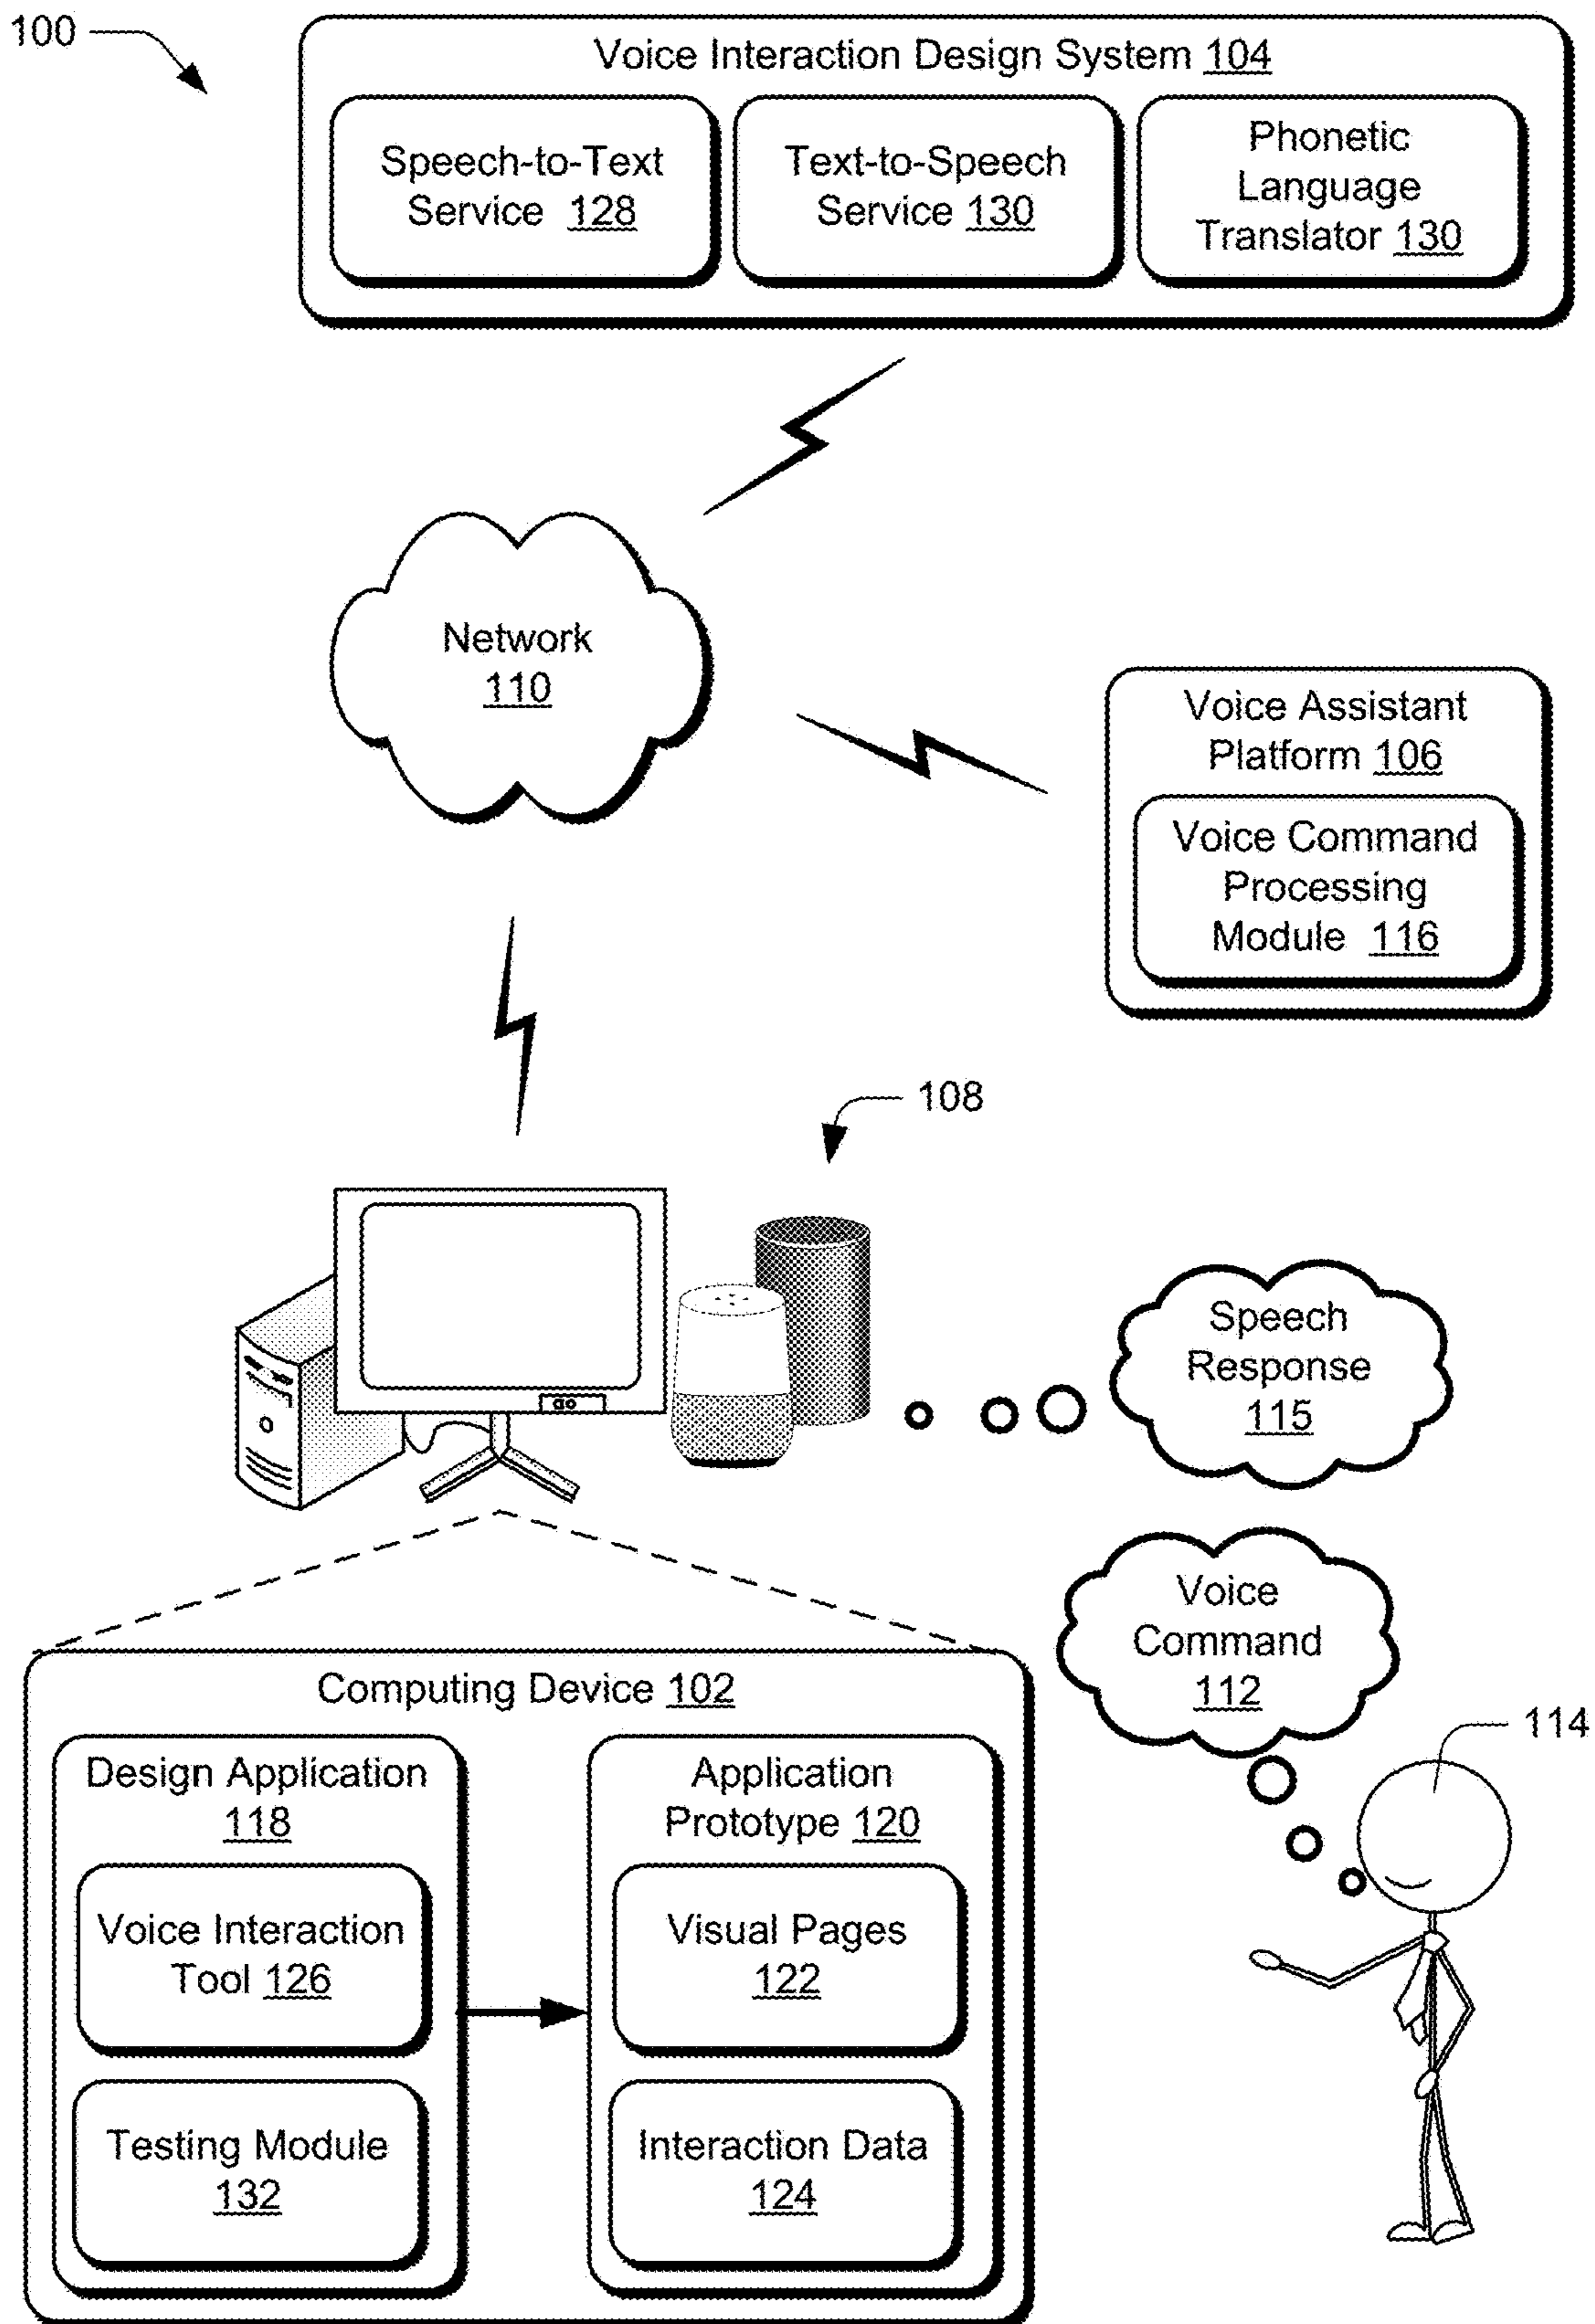 100
Voice Interaction Design System 104
Speech-to-Text
Service 128
Text-to-Speech
Service 130
Phonetic
Language
Translator 130
Network
110
Voice Assistant
Platform 106
Voice Command
Processing
Module 116
108
Speech
Response
115
Voice
Command
112
114
Computing Device 102
Design Application
118
Voice Interaction
Tool 126
Testing Module
132
Application
Prototype 120
Visual Pages
122
Interaction Data
124